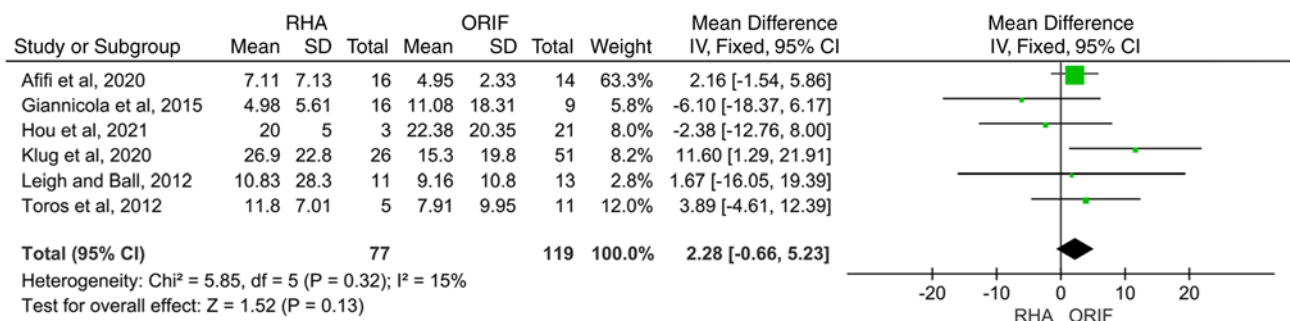 RHA ORIF Mean Difference Mean Difference
Study or Subgroup Mean SD Total Mean SD Total Weight IV, Fixed, 95% CI IV, Fixed, 95% CI
Afifi et al, 2020 7.11 7.13 16 4.95 2.33 14 63.3% 2.16 [-1.54, 5.86]
Giannicola et al, 2015 4.98 5.61 16 11.08 18.31 9 5.8% -6.10 [-18.37, 6.17]
Hou et al, 2021 20 5 3 22.38 20.35 21 8.0% -2.38 [-12.76, 8.00]
Klug et al, 2020 26.9 22.8 26 15.3 19.8 51 8.2% 11.60 [1.29, 21.91]
Leigh and Ball, 2012 10.83 28.3 11 9.16 10.8 13 2.8% 1.67 [-16.05, 19.39]
Toros et al, 2012 11.8 7.01 5 7.91 9.95 11 12.0% 3.89 [-4.61, 12.39]
Total (95% CI) 77 119 100.0% 2.28 [-0.66, 5.23]
Heterogeneity: Chi² = 5.85, df = 5 (P = 0.32); I² = 15%
Test for overall effect: Z = 1.52 (P = 0.13)
-20 -10 0 10 20
RHA ORIF